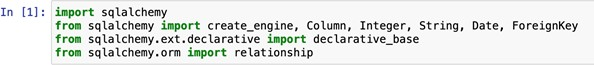 In [1]: import sqlalchemy
from sqlalchemy import create_engine, Column, Integer, String, Date, ForeignKey
from sqlalchemy.ext.declarative import declarative_base
from sqlalchemy.orm import relationship